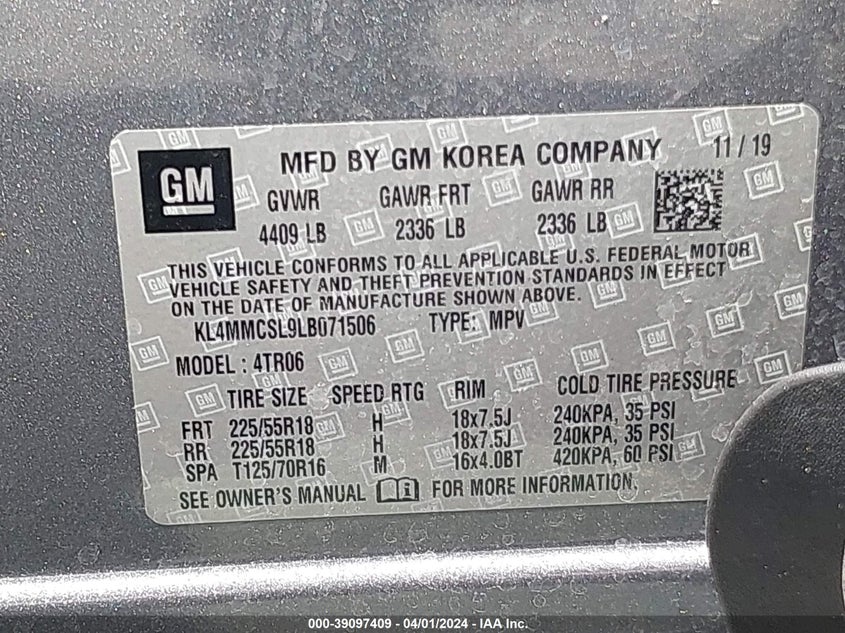 GM
MFD BY GM KOREA COMPANY 11 / 19
GVWR GAWR FRT GAWR RR
4409 LB 2336 LB 2336 LB
THIS VEHICLE CONFORMS TO ALL APPLICABLE U.S. FEDERAL MOTOR
VEHICLE SAFETY AND THEFT PREVENTION STANDARDS IN EFFECT
ON THE DATE OF MANUFACTURE SHOWN ABOVE.
KL4MMCSL9LB071506 TYPE: MPV
MODEL : 4TR06
TIRE SIZE SPEED RTG RIM COLD TIRE PRESSURE
FRT 225/55R18 H 18x7.5J 240KPA, 35 PSI
RR 225/55R18 H 18x7.5J 240KPA, 35 PSI
SPA T125/70R16 M 16x4.0BT 420KPA, 60 PSI
SEE OWNER'S MANUAL FOR MORE INFORMATION.
000-39097409 - 04/01/2024 - IAA, Inc.